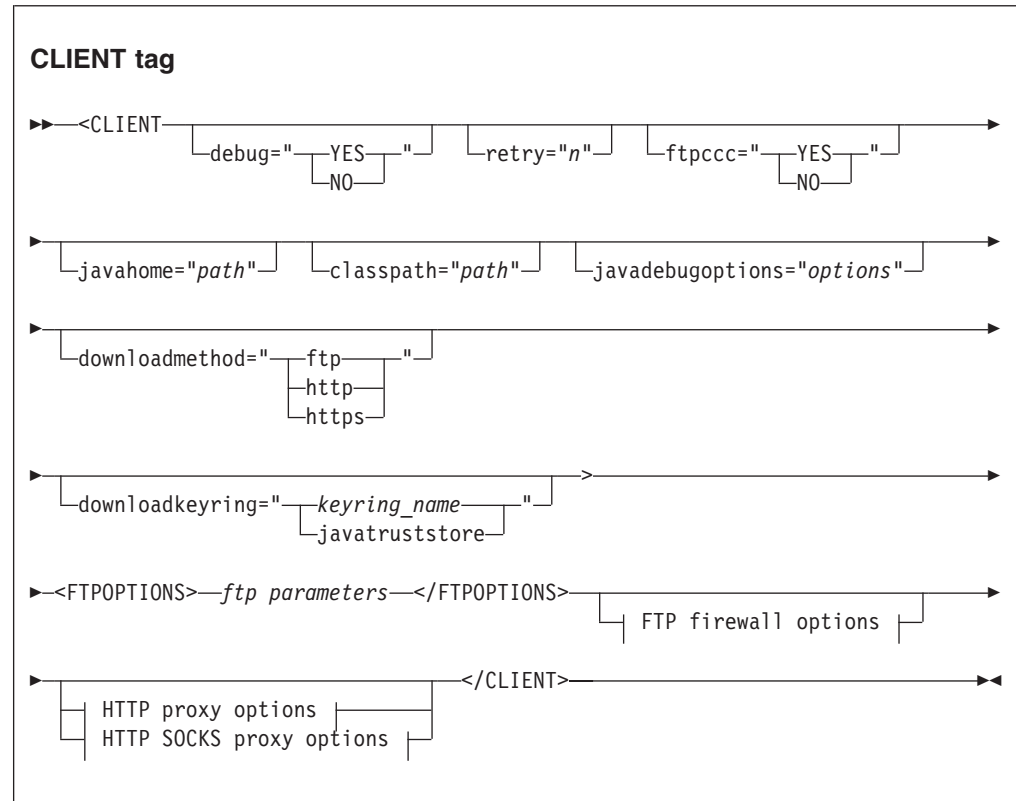 CLIENT tag
<CLIENT
debug=" YES "
NO
retry="n"
ftpccc=" YES "
NO
javahome="path"
classpath="path"
javadebugoptions="options"
downloadmethod=" ftp "
http
https
downloadkeyring=" keyring_name "
javatruststore
>
<FTPOPTIONS> ftp parameters </FTPOPTIONS>
FTP firewall options
HTTP proxy options
HTTP SOCKS proxy options
</CLIENT>